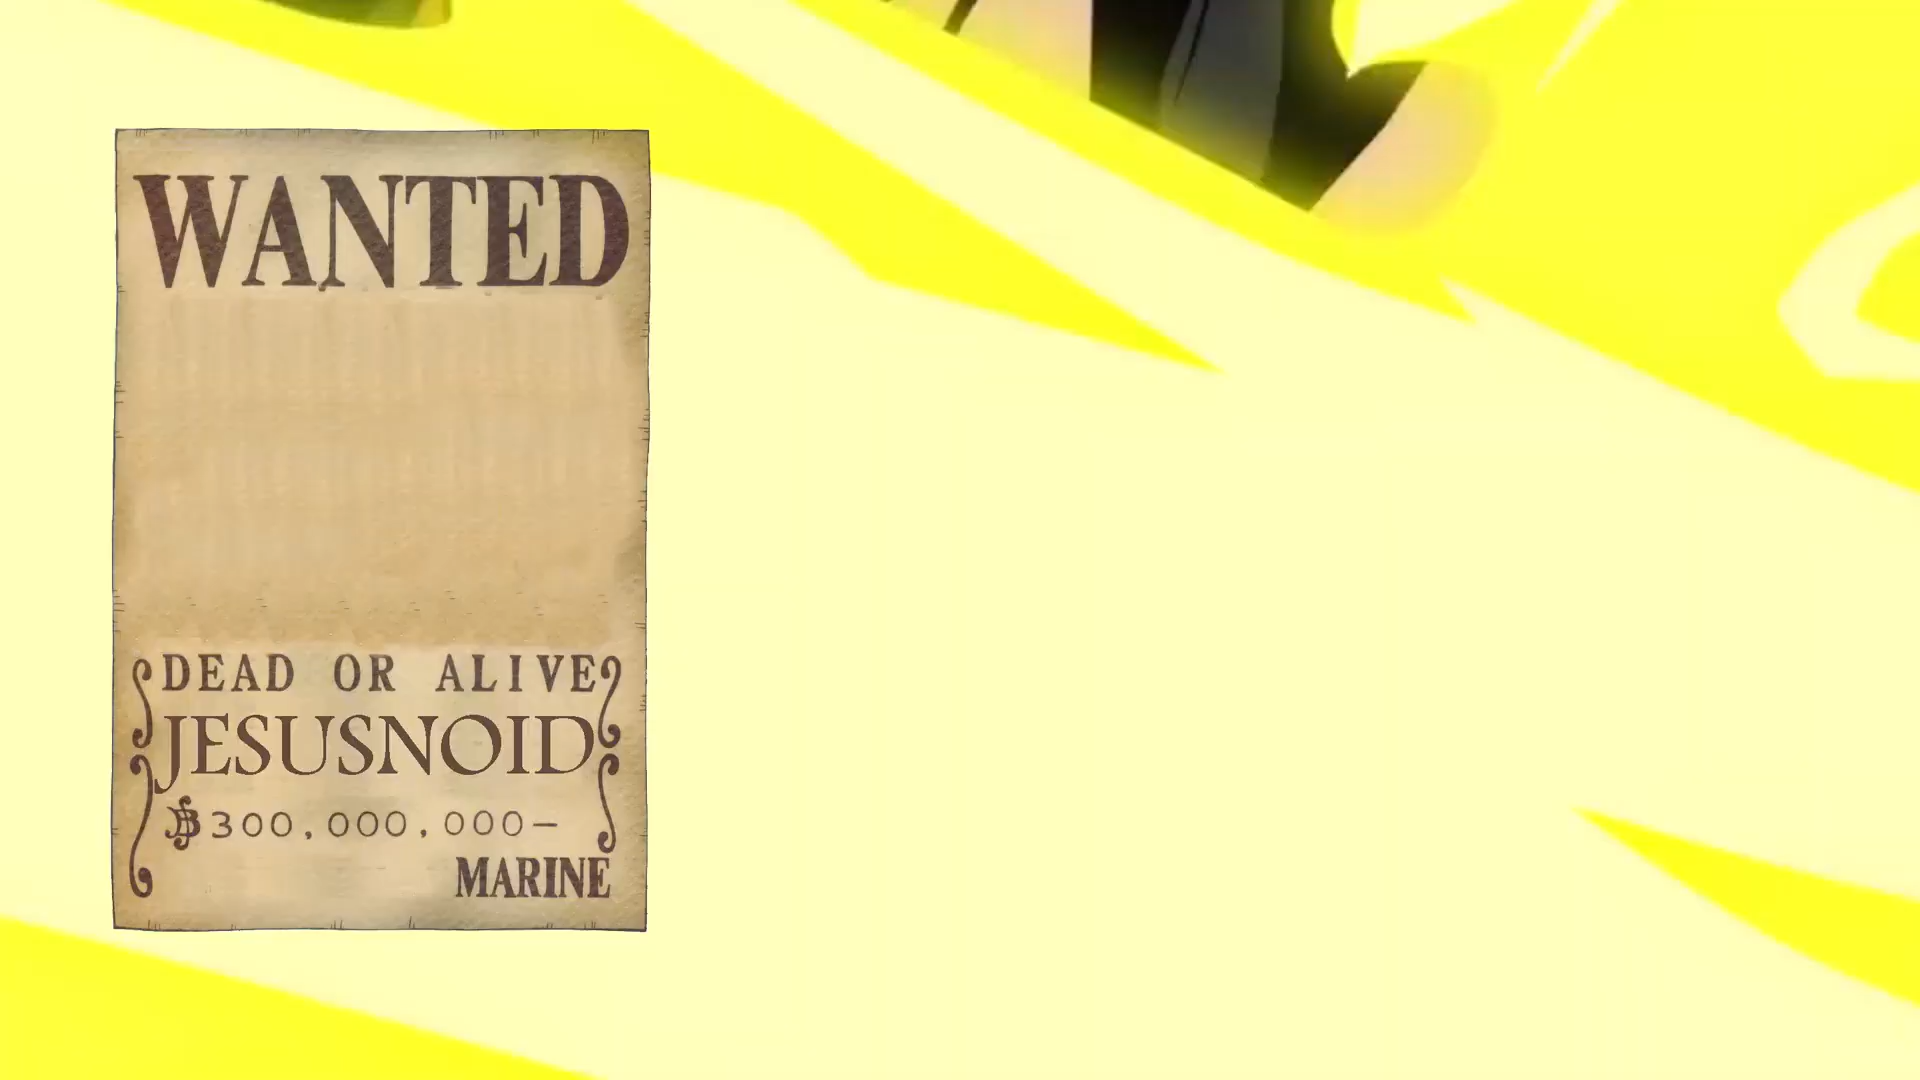 WANTED
DEAD OR ALIVE
JESUSNOID
฿300,000,000–
MARINE